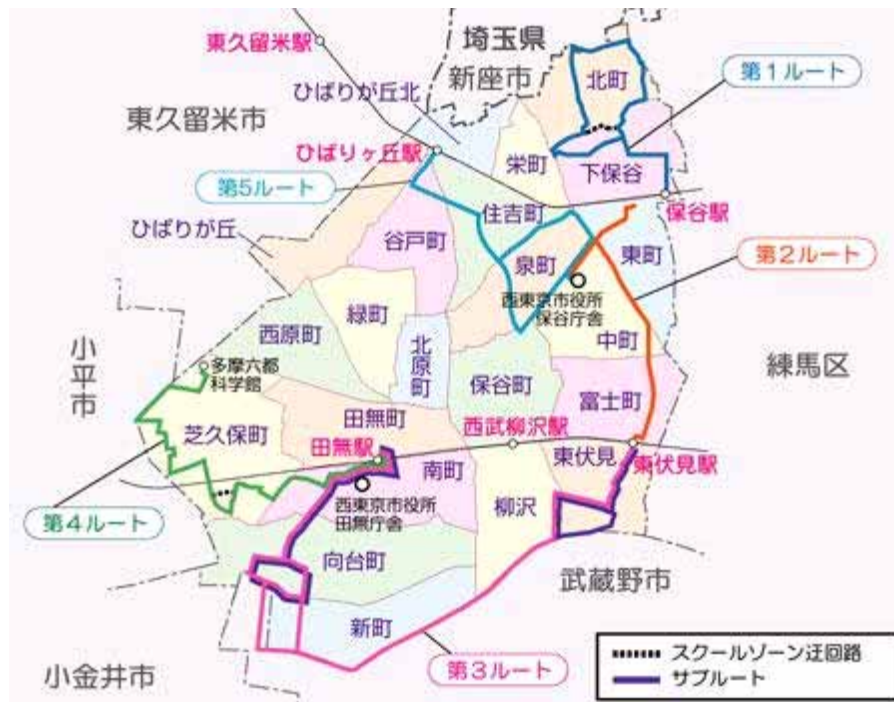 東久留米駅
埼玉県
新座市
北町
第1ルート
ひばりが丘北
東久留米市
ひばりヶ丘駅
栄町
下保谷
第5ルート
住吉町
保谷駅
ひばりが丘
谷戸町
泉町
東町
第2ルート
西東京市役所
保谷庁舎
緑町
西原町
中町
北原町
小平市
多摩六都
科学館
保谷町
練馬区
富士町
田無町
西武柳沢駅
芝久保町
田無駅
東伏見
東伏見駅
南町
西東京市役所
田無庁舎
柳沢
第4ルート
向台町
武蔵野市
新町
第3ルート
小金井市
スクールゾーン迂回路
サブルート